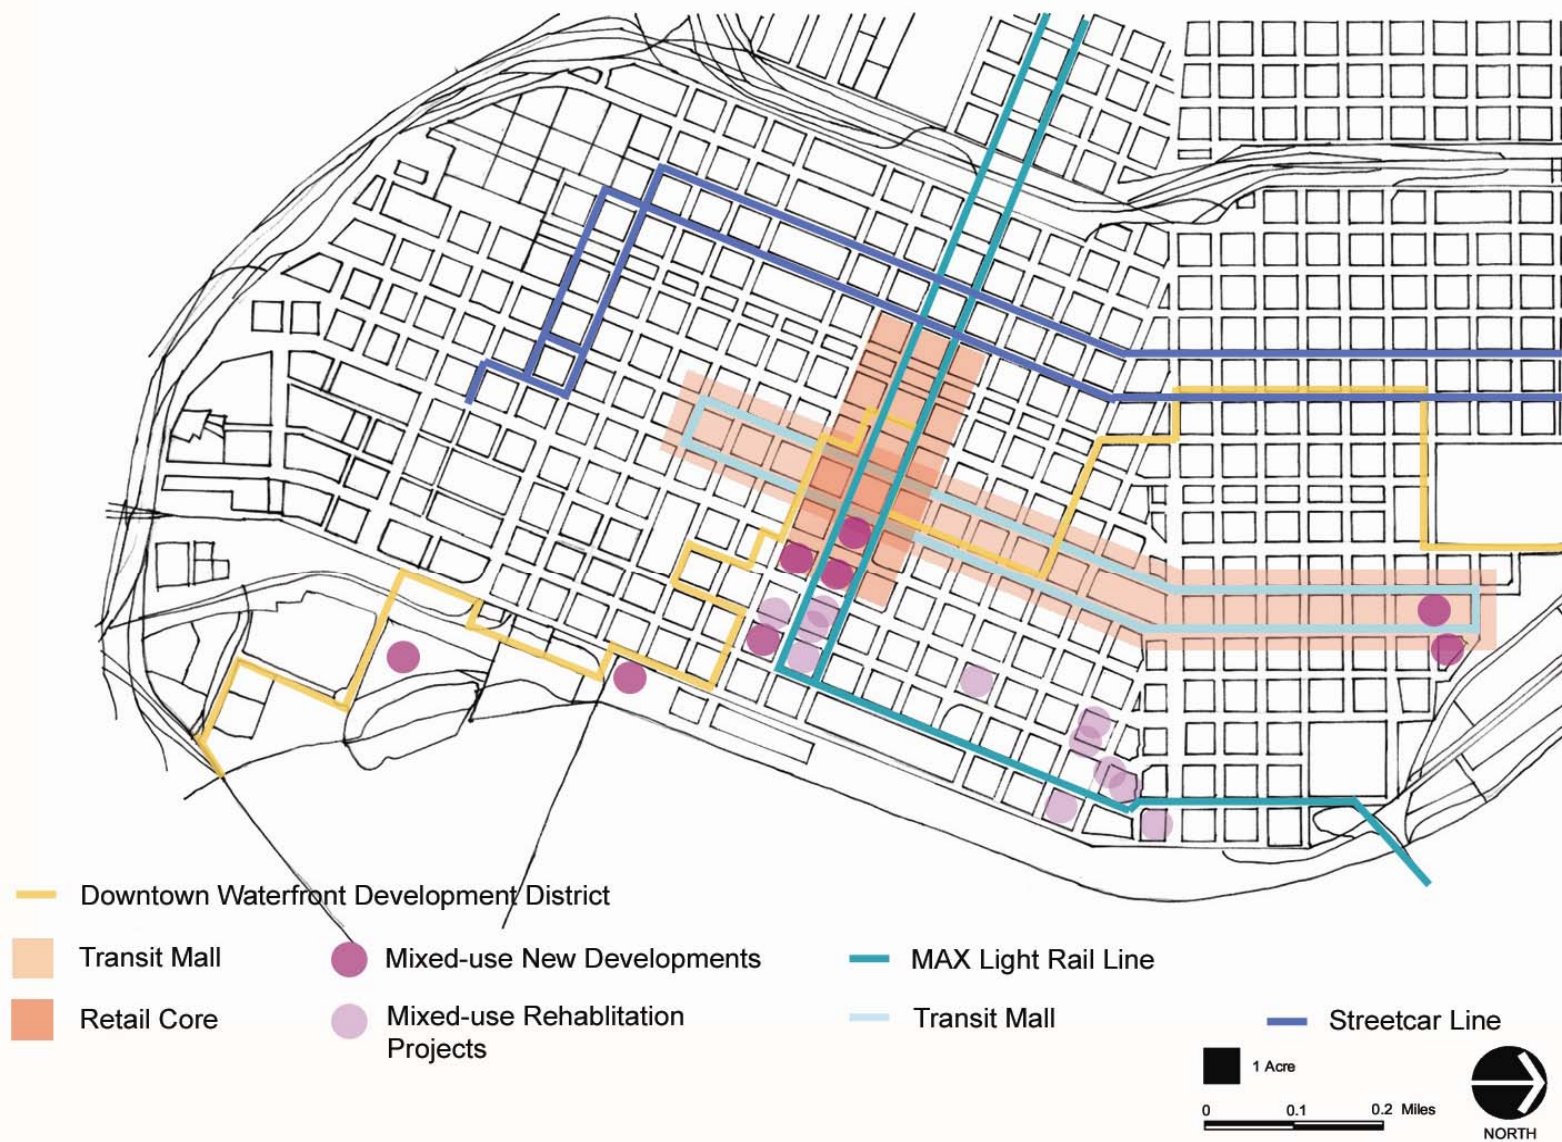 Downtown Waterfront Development District
Transit Mall
Mixed-use New Developments
MAX Light Rail Line
Retail Core
Mixed-use Rehablitation
Projects
Transit Mall
Streetcar Line
1 Acre
0 0.1 0.2 Miles
NORTH